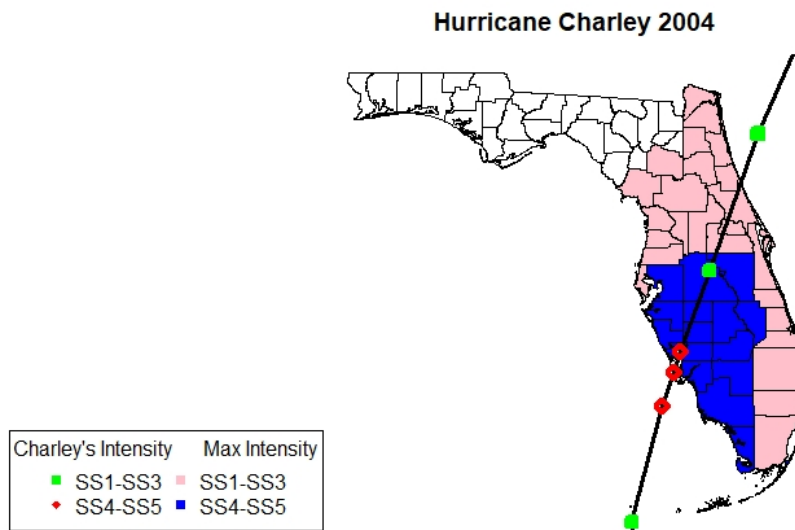 Hurricane Charley 2004
Charley's Intensity Max Intensity
SS1-SS3 SS1-SS3
SS4-SS5 SS4-SS5